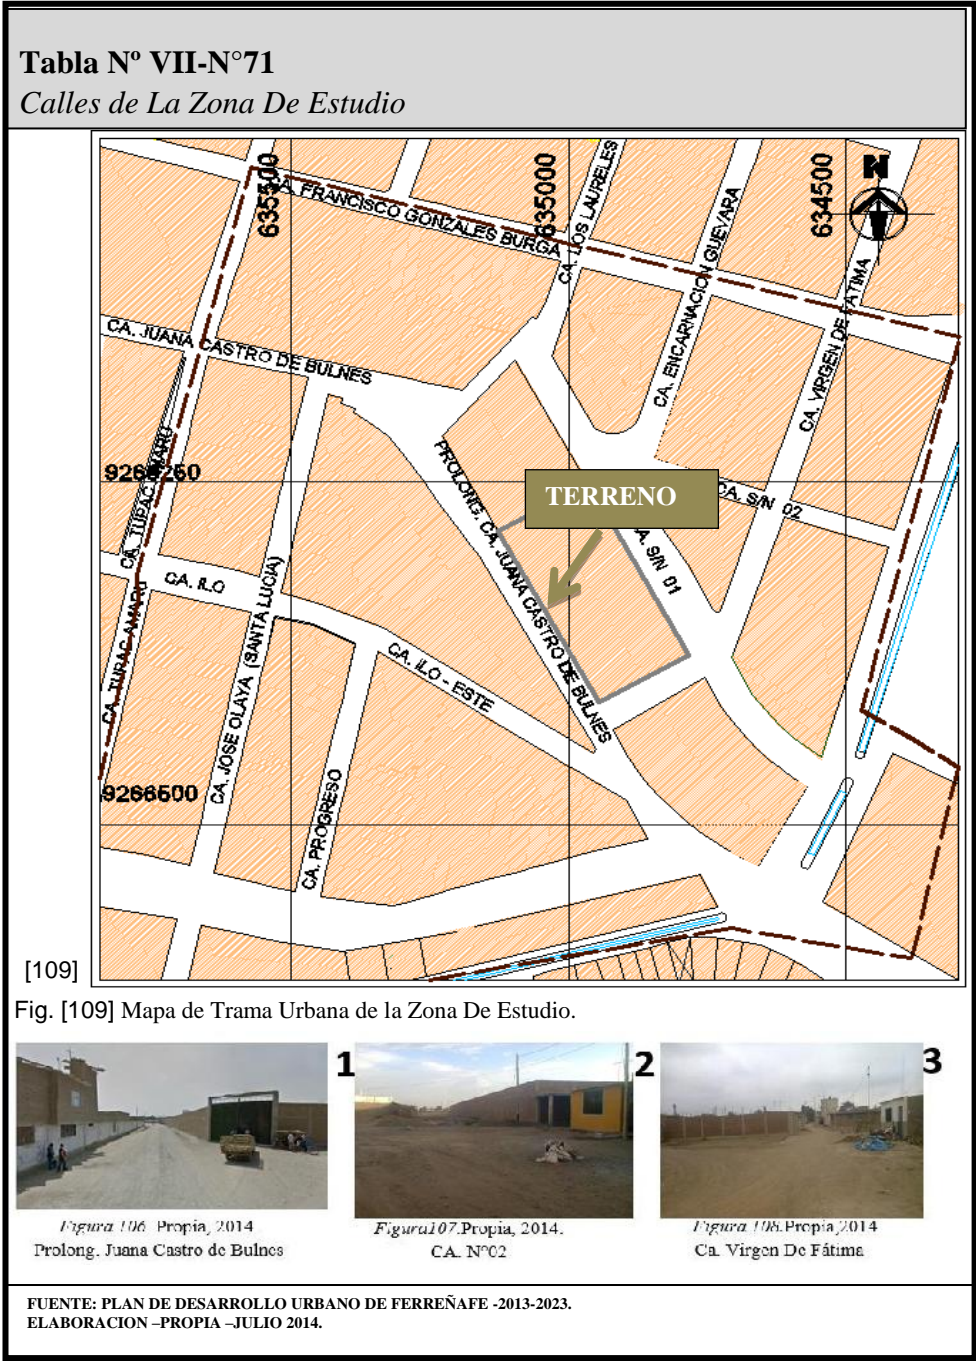 Tabla Nº VII-N°71
Calles de La Zona De Estudio
635500
635000
634500
N
CA. FRANCISCO GONZALES BURGA
CA. LOS LAURELES
CA. ENCARNACION GUEVARA
CA. VIRGEN DE FATIMA
CA. JUANA CASTRO DE BULNES
CA. TUPAC AMARU
9266250
PROLONG. CA. JUANA CASTRO DE BULNES
TERRENO
CA. S/N 02
CA. S/N 01
CA. ILO
CA. JOSE OLAYA (SANTA LUCIA)
CA. ILO - ESTE
CA. TUPAC AMARU
9266500
CA. PROGRESO
[109]
Fig. [109] Mapa de Trama Urbana de la Zona De Estudio.
1
2
3
Figura 106. Propia, 2014
Prolong. Juana Castro de Bulnes
Figura107.Propia, 2014.
CA. Nº02
Figura 108.Propia,2014
Ca. Virgen De Fátima
FUENTE: PLAN DE DESARROLLO URBANO DE FERREÑAFE -2013-2023.
ELABORACION –PROPIA –JULIO 2014.